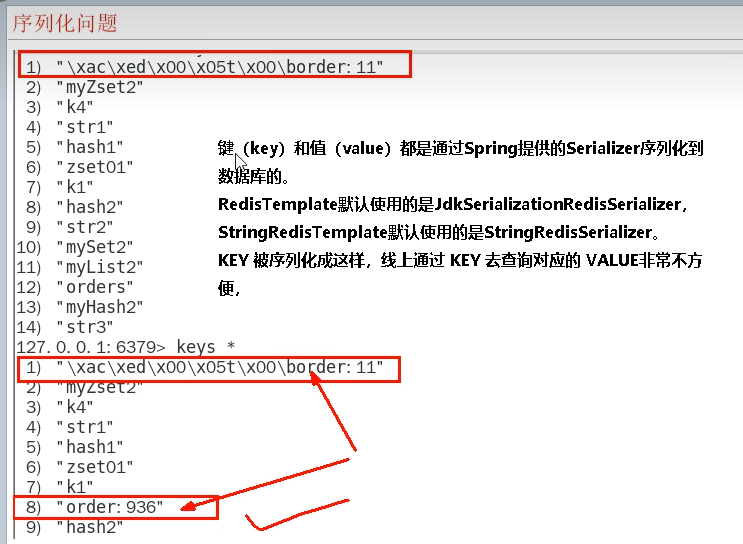 序列化问题
1) "\xac\xed\x00\x05t\x00\border:11"
2) "myZset2"
3) "k4"
4) "str1"
5) "hash1"
6) "zset01"
7) "k1"
8) "hash2"
9) "str2"
10) "mySet2"
11) "myList2"
12) "orders"
13) "myHash2"
14) "str3"
键（key）和值（value）都是通过Spring提供的Serializer序列化到
数据库的。
RedisTemplate默认使用的是JdkSerializationRedisSerializer，
StringRedisTemplate默认使用的是StringRedisSerializer。
KEY 被序列化成这样，线上通过 KEY 去查询对应的 VALUE非常不方
便，
127.0.0.1:6379> keys *
1) "\xac\xed\x00\x05t\x00\border:11"
2) "myZset2"
3) "k4"
4) "str1"
5) "hash1"
6) "zset01"
7) "k1"
8) "order:936"
9) "hash2"